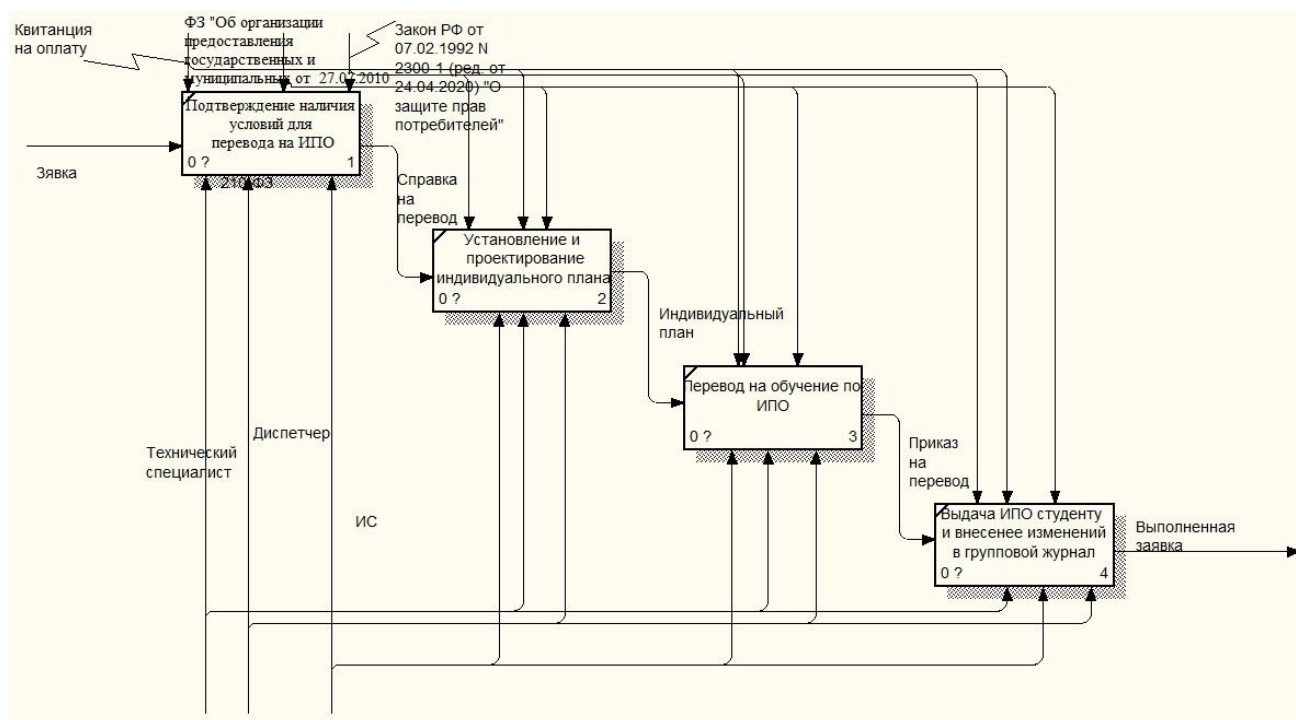 Квитанция
на оплату
ФЗ "Об организации
предоставления
государственных и
муниципальных от 27.07.2010
210 ФЗ
Закон РФ от
07.02.1992 N
2300-1 (ред. от
24.04.2020) "О
защите прав
потребителей"
Зявка
Подтверждение наличия
условий для
перевода на ИПО
0 ?
1
Справка
на
перевод
Установление и
проектирование
индивидуального плана
0 ?
2
Индивидуальный
план
Перевод на обучение по
ИПО
0 ?
3
Приказ
на
перевод
Выдача ИПО студенту
и внесенее изменений
в групповой журнал
0 ?
4
Выполненная
заявка
Технический
специалист
Диспетчер
ИС